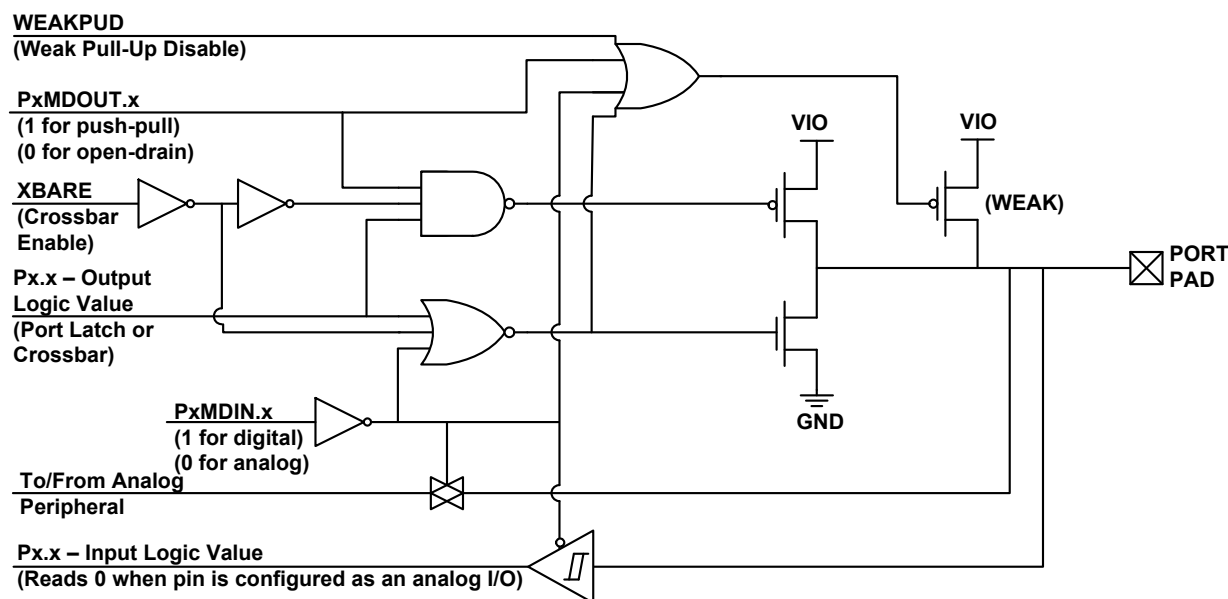 WEAKPUD
(Weak Pull-Up Disable)
PxMDOUT.x
(1 for push-pull)
(0 for open-drain)
XBARE
(Crossbar
Enable)
Px.x – Output
Logic Value
(Port Latch or
Crossbar)
PxMDIN.x
(1 for digital)
(0 for analog)
To/From Analog
Peripheral
Px.x – Input Logic Value
(Reads 0 when pin is configured as an analog I/O)
VIO
VIO
(WEAK)
GND
PORT
PAD